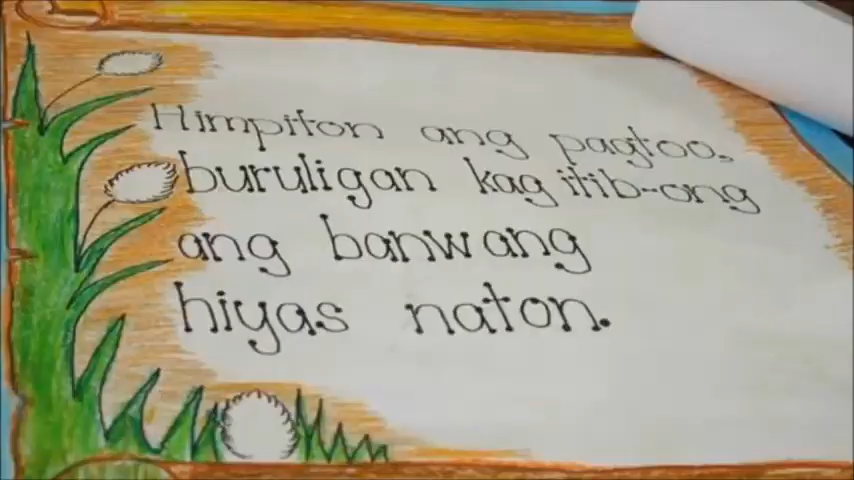 Himpiton ang pagtoo,
buruligan kag itib-ong
ang banwang
hiyas naton.